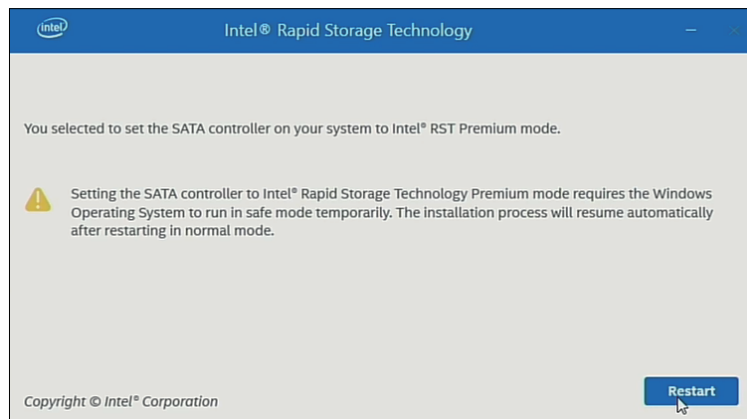 intel
Intel® Rapid Storage Technology
You selected to set the SATA controller on your system to Intel® RST Premium mode.
Setting the SATA controller to Intel® Rapid Storage Technology Premium mode requires the Windows
Operating System to run in safe mode temporarily. The installation process will resume automatically
after restarting in normal mode.
Restart
Copyright © Intel® Corporation